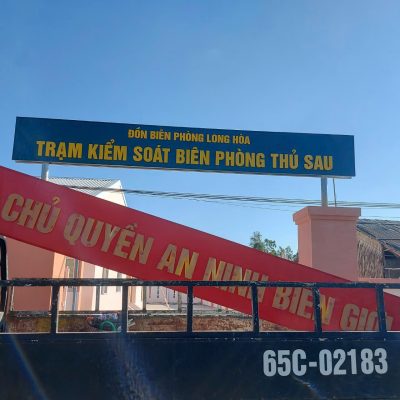 ĐỒN BIÊN PHÒNG LONG HÒA
TRẠM KIỂM SOÁT BIÊN PHÒNG THỦ SAU
CHỦ QUYỀN AN NINH BIÊN GIỚI
65C-02183